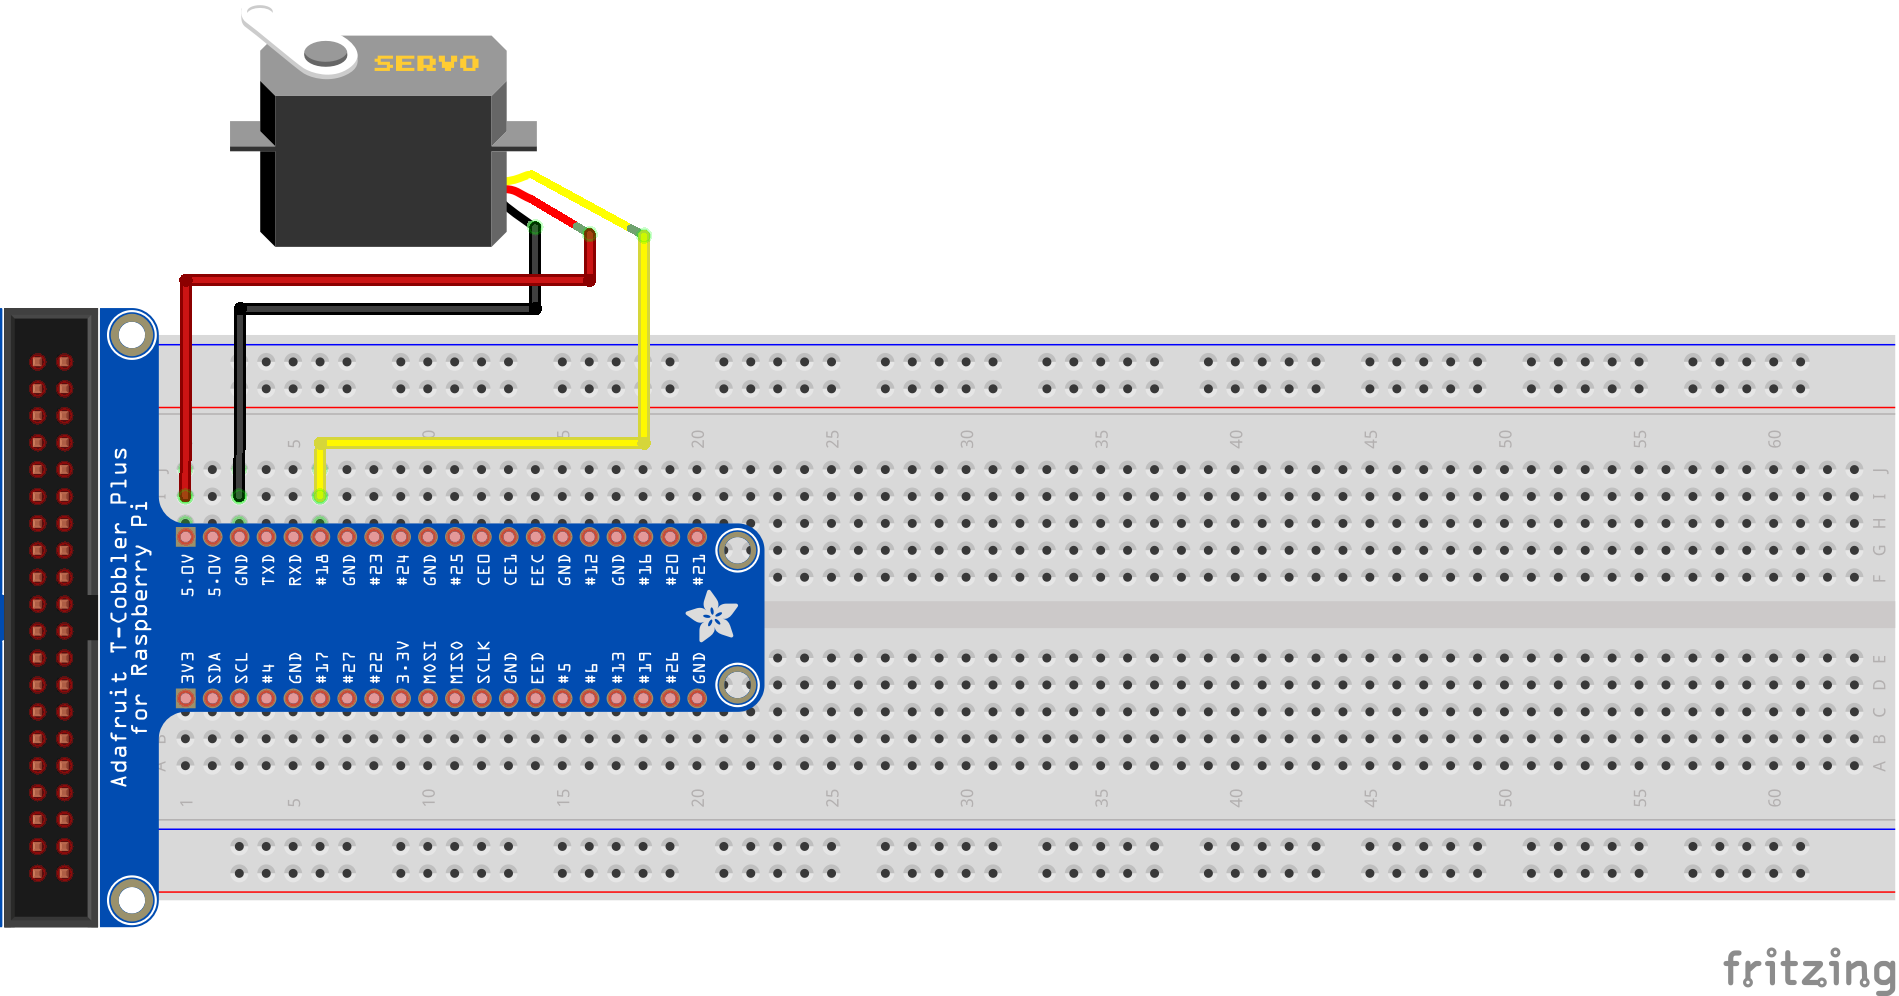 SERVO
5 10 15 20 25 30 35 40 45 50 55 60
J
I
H
G
F
5.0V 5.0V GND TXD RXD #18 GND #23 #24 GND #25 CE0 CE1 EEC GND #12 GND #16 #20 #21
Adafruit T-Cobbler Plus
for Raspberry Pi
3V3 SDA SCL #4 GND #17 #27 #22 3.3V MOSI MISO SCLK GND EED #5 #6 #13 #19 #26 GND
E
D
C
B
A
1 5 10 15 20 25 30 35 40 45 50 55 60
fritzing